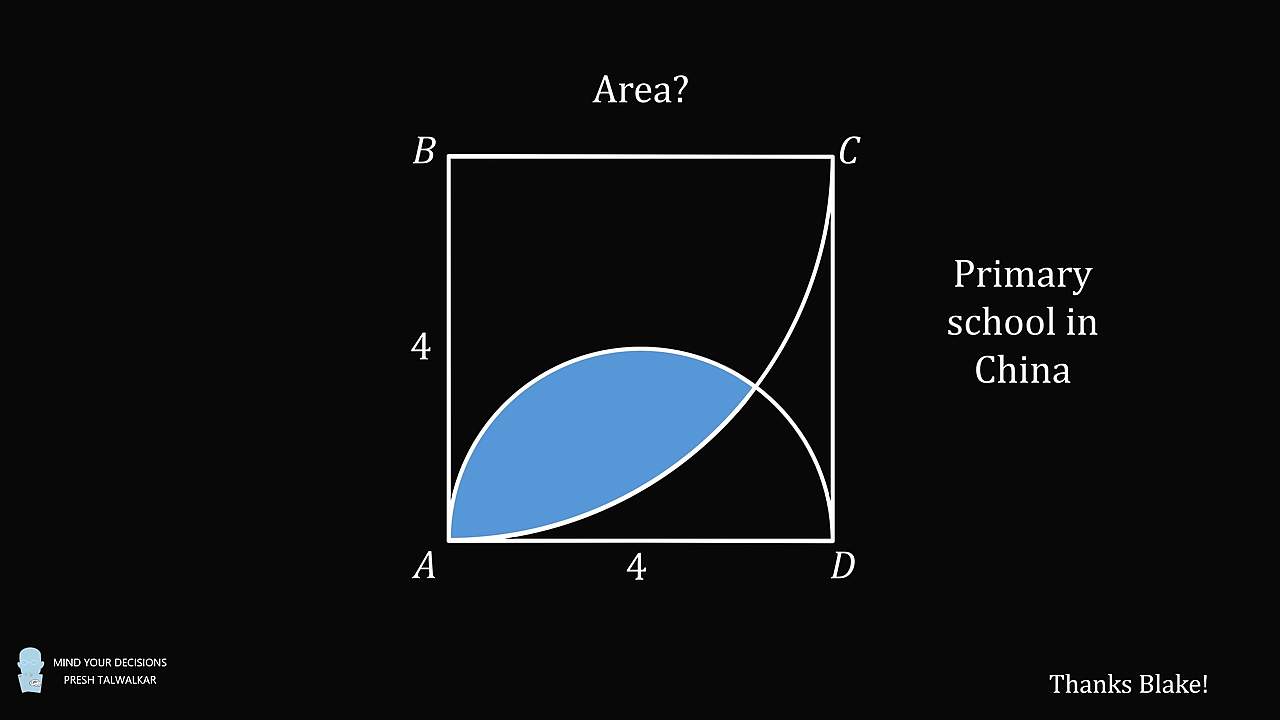 Area?
B
C
4
Primary
school in
China
A
4
D
MIND YOUR DECISIONS
PRESH TALWALKAR
Thanks Blake!